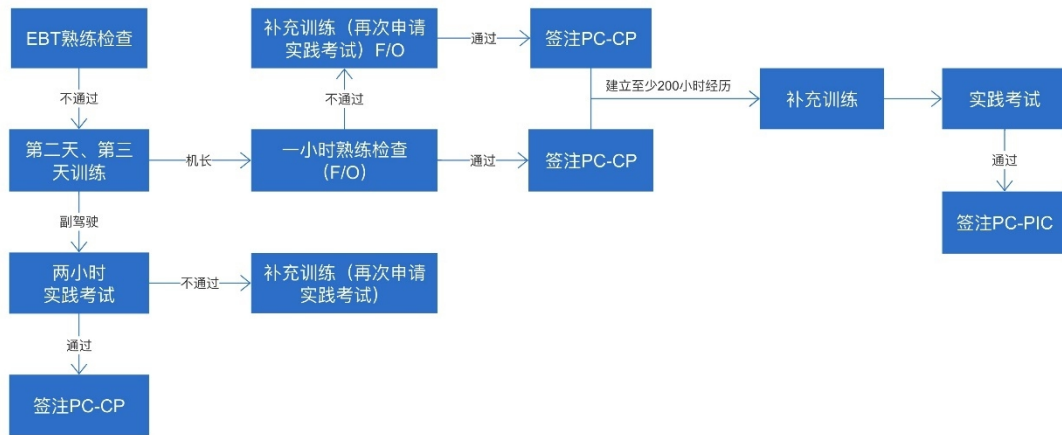 EBT熟练检查
不通过
第二天、第三
天训练
机长
副驾驶
两小时
实践考试
通过
签注PC-CP
不通过
补充训练（再次申请
实践考试）
一小时熟练检查
（F/O）
不通过
补充训练（再次申请
实践考试）F/O
通过
签注PC-CP
通过
签注PC-CP
建立至少200小时经历
补充训练
实践考试
通过
签注PC-PIC